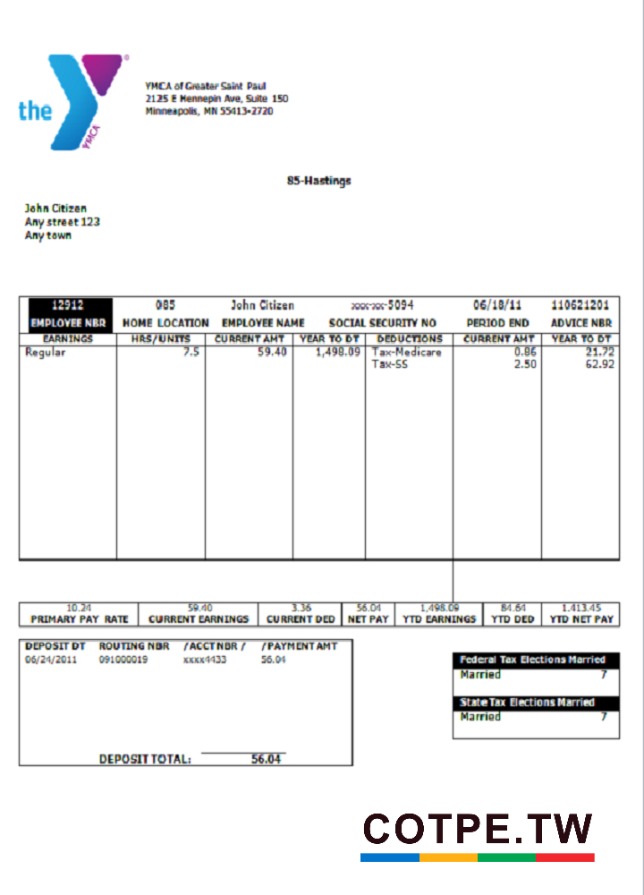 the
YMCA
®
YMCA of Greater Saint Paul
2125 E Hennepin Ave, Suite 150
Minneapolis, MN 55413-2720
85-Hastings
John Citizen
Any street 123
Any town
12912 085 John Citizen xxx-xx-5094 06/18/11 110621201
EMPLOYEE NBR HOME LOCATION EMPLOYEE NAME SOCIAL SECURITY NO PERIOD END ADVICE NBR
EARNINGS HRS/UNITS CURRENT AMT YEAR TO DT DEDUCTIONS CURRENT AMT YEAR TO DT
Regular 7.5 59.40 1,498.09 Tax-Medicare 0.86 21.72
Tax-SS 2.50 62.92
10.24 59.40 3.36 56.04 1,498.09 84.64 1,413.45
PRIMARY PAY RATE CURRENT EARNINGS CURRENT DED NET PAY YTD EARNINGS YTD DED YTD NET PAY
DEPOSIT DT ROUTING NBR /ACCT NBR / /PAYMENT AMT
06/24/2011 091000019 xxxx4433 56.04
DEPOSIT TOTAL: 56.04
Federal Tax Elections Married
Married 7
State Tax Elections Married
Married 7
COTPE.TW